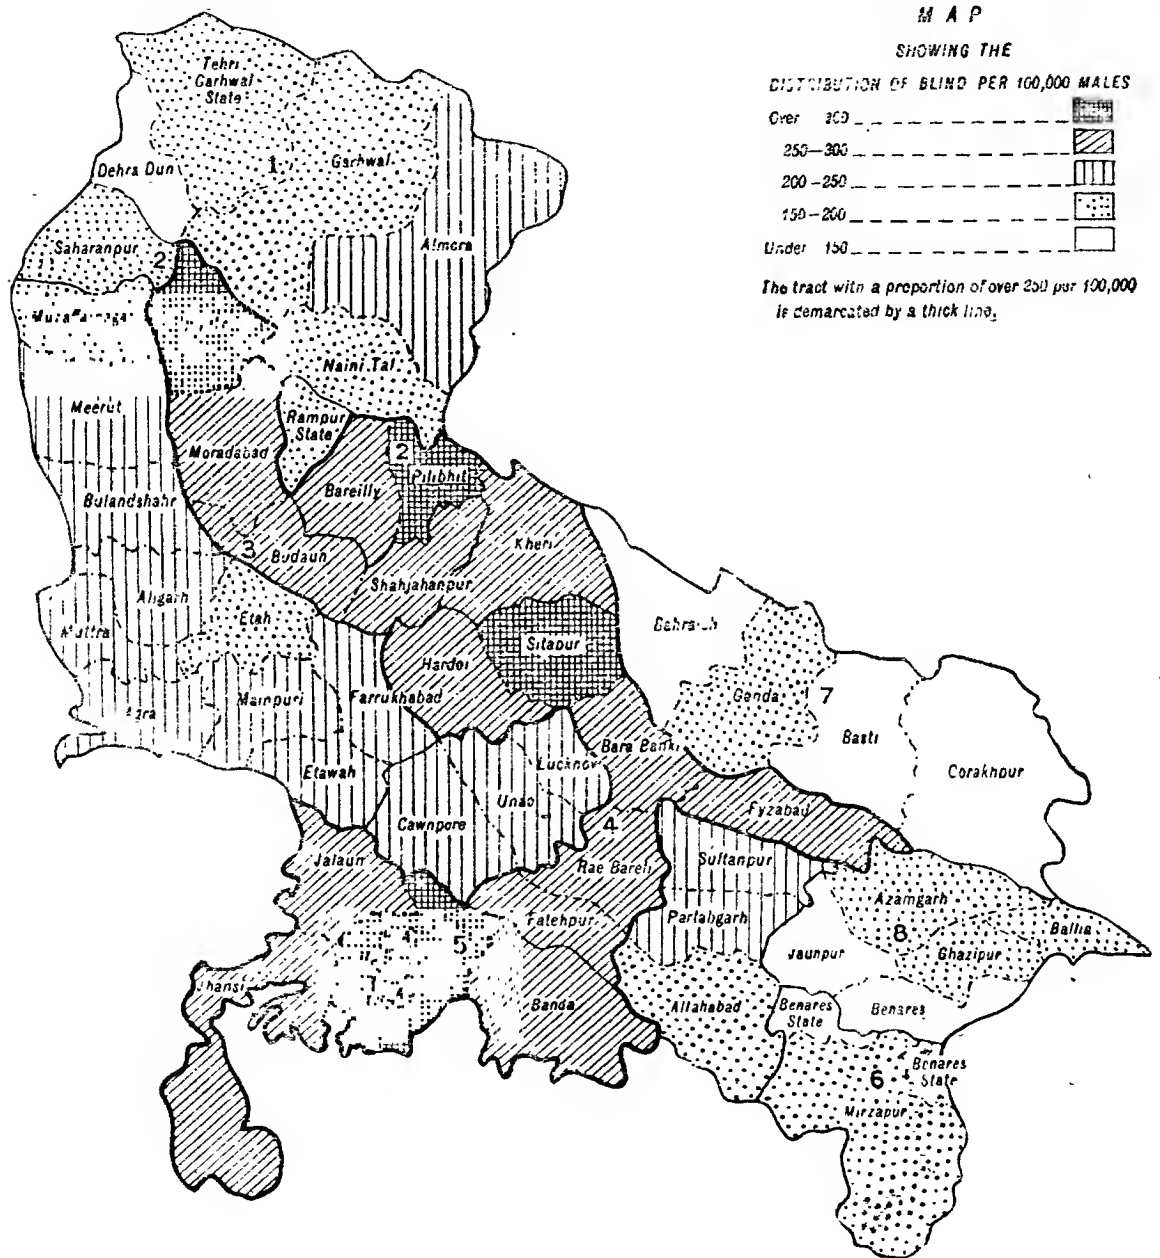 MAP
SHOWING THE
DISTRIBUTION OF BLIND PER 100,000 MALES
Over 300
250—300
200—250
150—200
Under 150
The tract with a proportion of over 250 per 100,000
is demarcated by a thick line.
Tehri
Garhwal
State
1
Garhwal
Dehra Dun
Saharanpur
2
Almora
Muzaffarnagar
Naini Tal
Meerut
Rampur
State
Moradabad
2
Pilibhit
Bareilly
Bulandshahr
3
Budaun
Kheri
Shahjahanpur
Aligarh
Etah
Muttra
Sitapur
Bahraich
Hardoi
Gonda
7
Mainpuri
Farrukhabad
Agra
Basti
Bara Banki
Lucknow
Etawah
Gorakhpur
Unao
Cawnpore
4
Fyzabad
Jalaun
Rae Bareli
Sultanpur
Azamgarh
Fatehpur
Partabgarh
Ballia
5
8
Jaunpur
Ghazipur
Jhansi
Banda
Allahabad
Benares
State
Benares
Benares
State
6
Mirzapur